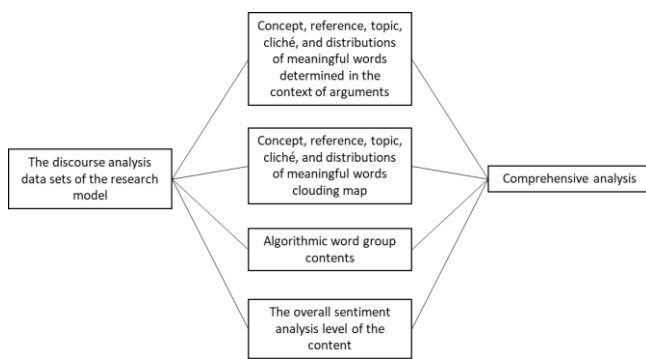 Concept, reference, topic,
cliché, and distributions
of meaningful words
determined in the
context of arguments
The discourse analysis
data sets of the research
model
Concept, reference, topic,
cliché, and distributions
of meaningful words
clouding map
Comprehensive analysis
Algorithmic word group
contents
The overall sentiment
analysis level of the
content